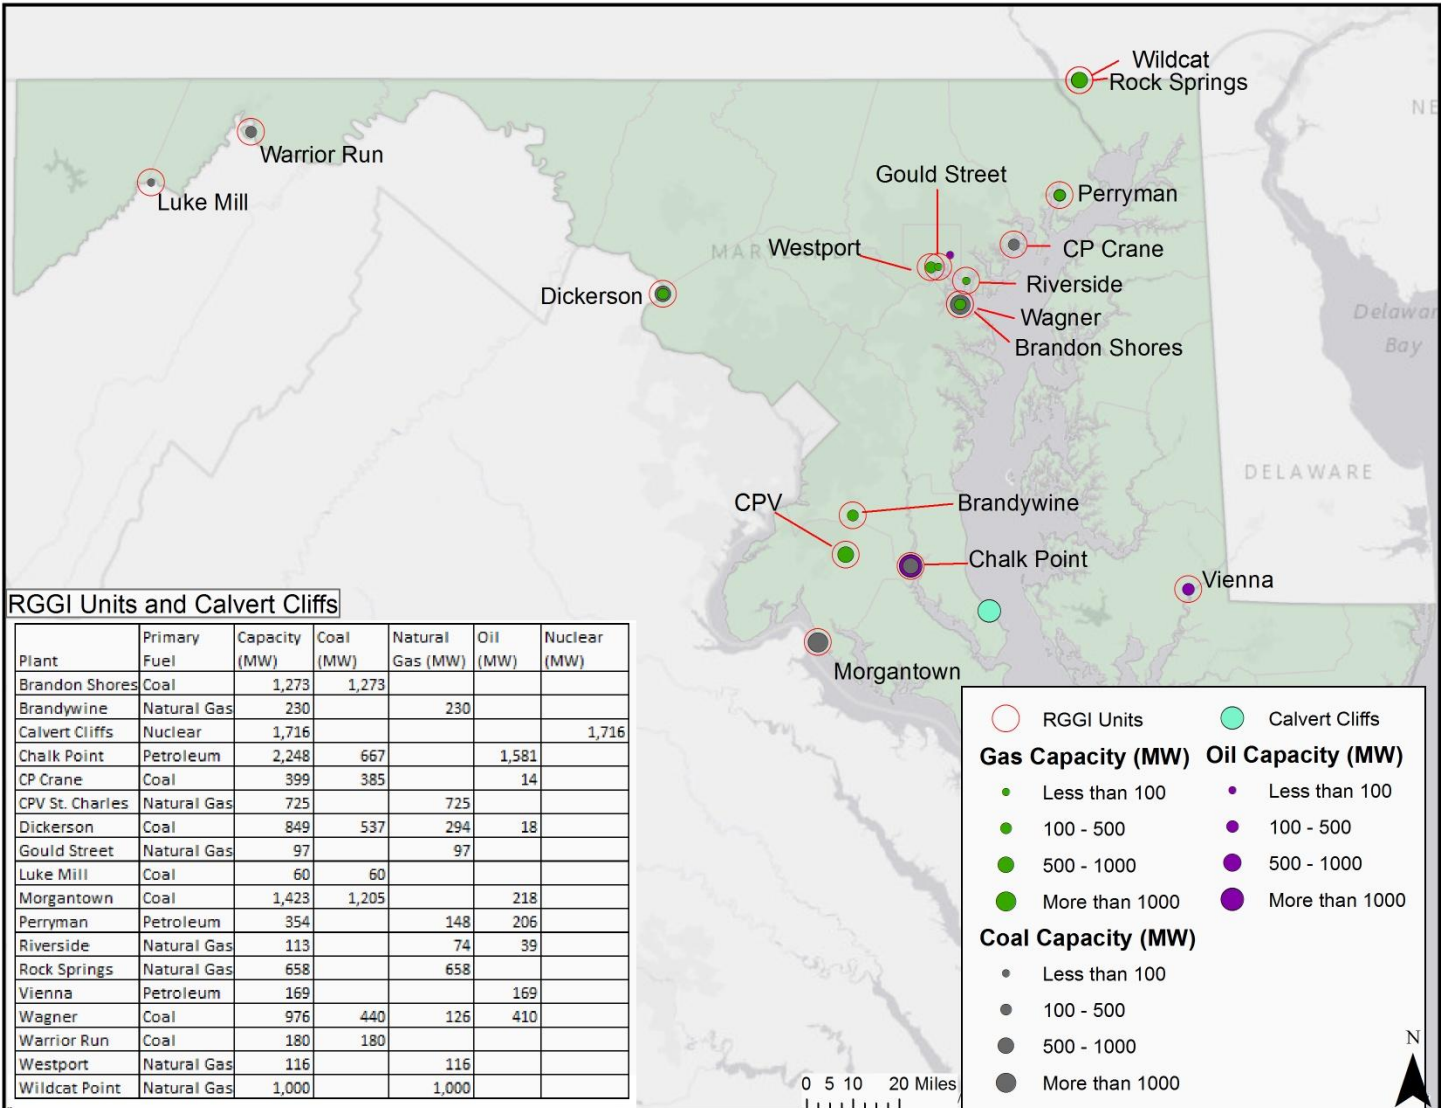 Wildcat
Rock Springs
NE
Warrior Run
Luke Mill
Gould Street
Perryman
Westport
MARYLAND
CP Crane
Riverside
Dickerson
Wagner
Brandon Shores
Delawar
Bay
DELAWARE
CPV
Brandywine
Chalk Point
Vienna
Morgantown
RGGI Units and Calvert Cliffs
Plant Primary Fuel Capacity (MW) Coal (MW) Natural Gas (MW) Oil (MW) Nuclear (MW)
Brandon Shores Coal 1,273 1,273
Brandywine Natural Gas 230 230
Calvert Cliffs Nuclear 1,716 1,716
Chalk Point Petroleum 2,248 667 1,581
CP Crane Coal 399 385 14
CPV St. Charles Natural Gas 725 725
Dickerson Coal 849 537 294 18
Gould Street Natural Gas 97 97
Luke Mill Coal 60 60
Morgantown Coal 1,423 1,205 218
Perryman Petroleum 354 148 206
Riverside Natural Gas 113 74 39
Rock Springs Natural Gas 658 658
Vienna Petroleum 169 169
Wagner Coal 976 440 126 410
Warrior Run Coal 180 180
Westport Natural Gas 116 116
Wildcat Point Natural Gas 1,000 1,000
RGGI Units
Calvert Cliffs
Gas Capacity (MW)
Less than 100
100 - 500
500 - 1000
More than 1000
Oil Capacity (MW)
Less than 100
100 - 500
500 - 1000
More than 1000
Coal Capacity (MW)
Less than 100
100 - 500
500 - 1000
More than 1000
0 5 10 20 Miles
N